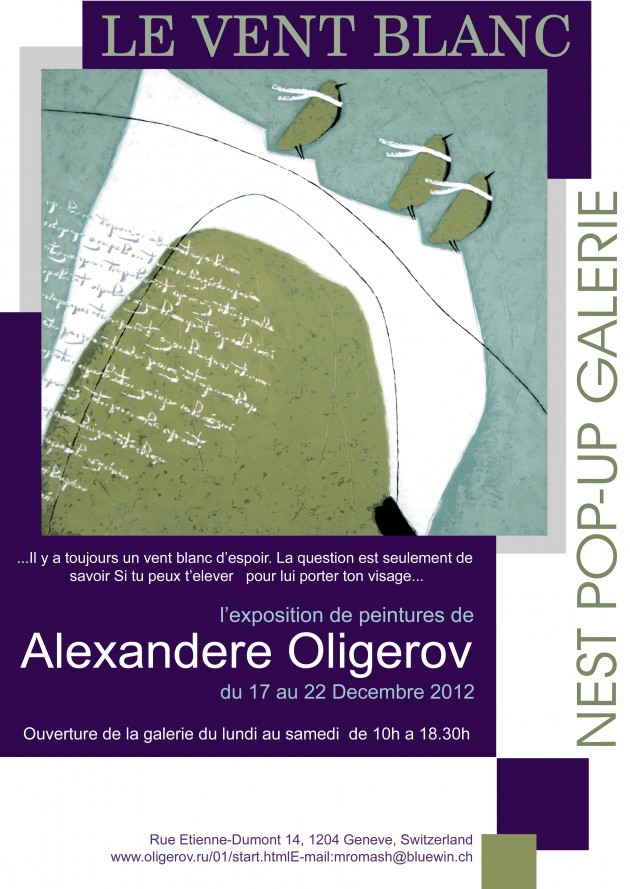 LE VENT BLANC
NEST POP-UP GALERIE
...Il y a toujours un vent blanc d'espoir. La question est seulement de
savoir Si tu peux t'elever pour lui porter ton visage...
l'exposition de peintures de
Alexandere Oligerov
du 17 au 22 Decembre 2012
Ouverture de la galerie du lundi au samedi de 10h a 18.30h
Rue Etienne-Dumont 14, 1204 Geneve, Switzerland
www.oligerov.ru/01/start.htmlE-mail:mromash@bluewin.ch